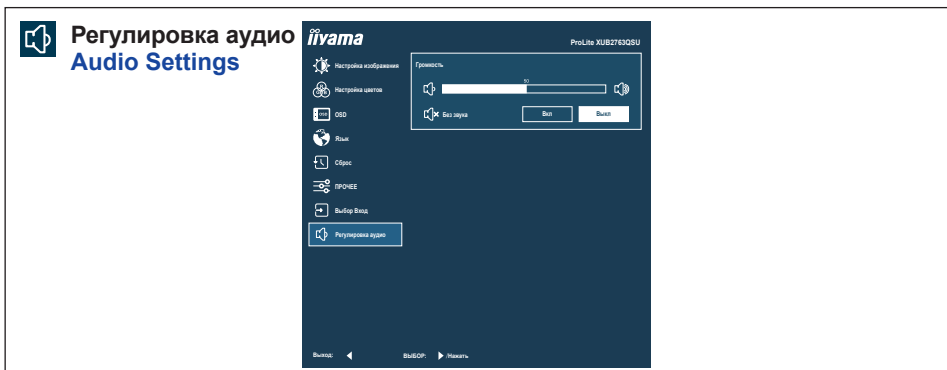 Регулировка аудио
Audio Settings
iiyama
ProLite XUB2763QSU
Настройка изображения
Настройка цветов
OSD
OSD
Язык
Сброс
ПРОЧЕЕ
Выбор Вход
Регулировка аудио
Громкость
50
Без звука
Вкл
Выкл
Выход:
ВЫБОР:
/Нажать